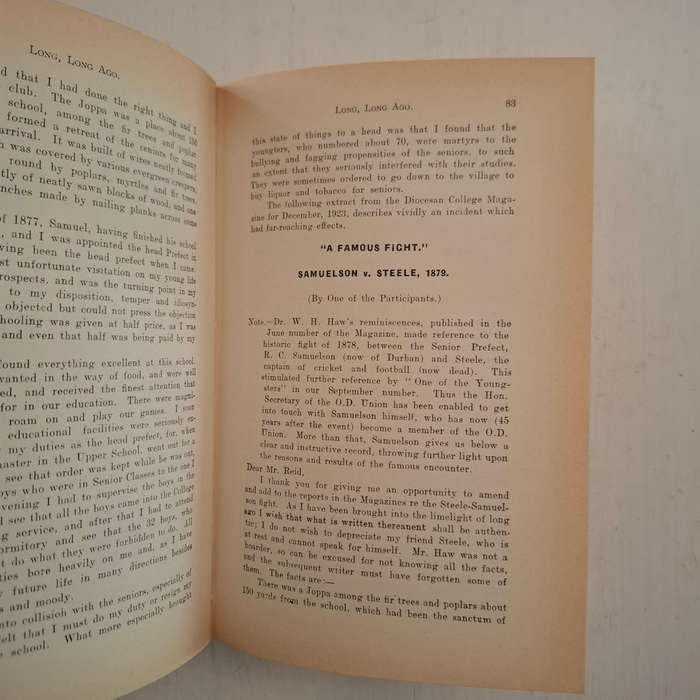 LONG, LONG AGO.
d that I had done the right thing and I
club. The Joppa was a place about 150
school, among the fir trees and poplar
formed a retreat of the seniors for many
arrival. It was built of wires neatly formed
h was covered by various evergreen creepers,
round by poplars, myrtles and fir trees,
tly of neatly sawn blocks of wood, and one
nches made by nailing planks across some
of 1877, Samuel, having finished his school
, and I was appointed the head Prefect in
ving been the head prefect when I came.
st unfortunate visitation on my young life
rospects, and was the turning point in my
to my disposition, temper and idiosyn-
objected but could not press the objection
hooling was given at half price, as I was
and even that half was being paid by my
found everything excellent at this school.
wanted in the way of food, and were well
ed, and received the finest attention that
for in our education. There were magni-
roam on and play our games. I soon
educational facilities were seriously en-
my duties as the head prefect, for, when
master in the Upper School, went out for a
see that order was kept while he was out,
oys who were in Senior Classes to the one I
vening I had to supervise the boys in the
d see that all the boys came into the College
ng service, and after that I had to attend
ormitory and see that the 32 boys, who
t do what they were forbidden to do. All
ties bore heavily on me and, as I have
y future life in many directions besides
s and moody.
nto collision with the seniors, especially of
felt that I must do my duty or resign my
e school. What more especially brought
LONG, LONG AGO. 83
this state of things to a head was that I found that the
youngters, who numbered about 70, were martyrs to the
bullying and fagging propensities of the seniors, to such
an extent that they seriously interfered with their studies.
They were sometimes ordered to go down to the village to
buy liquor and tobacco for seniors.
The following extract from the Diocesan College Maga-
zine for December, 1923, describes vividly an incident which
had far-reaching effects.
"A FAMOUS FIGHT."
SAMUELSON v. STEELE, 1879.
(By One of the Participants.)
Note.—Dr. W. H. Haw's reminiscences, published in the
June number of the Magazine, made reference to the
historic fight of 1878, between the Senior Prefect,
R. C. Samuelson (now of Durban) and Steele, the
captain of cricket and football (now dead). This
stimulated further reference by "One of the Young-
sters" in our September number. Thus the Hon.
Secretary of the O.D. Union has been enabled to get
into touch with Samuelson himself, who has now (45
years after the event) become a member of the O.D.
Union. More than that, Samuelson gives us below a
clear and instructive record, throwing further light upon
the reasons and results of the famous encounter.
Dear Mr. Reid,
I thank you for giving me an opportunity to amend
and add to the reports in the Magazines re the Steele-Samuel-
son fight. As I have been brought into the limelight of long
ago I wish that what is written thereanent shall be authen-
tic; I do not wish to depreciate my friend Steele, who is
at rest and cannot speak for himself. Mr. Haw was not a
boarder, so can be excused for not knowing all the facts,
and the subsequent writer must have forgotten some of
them. The facts are:—
There was a Joppa among the fir trees and poplars about
150 yards from the school, which had been the sanctum of